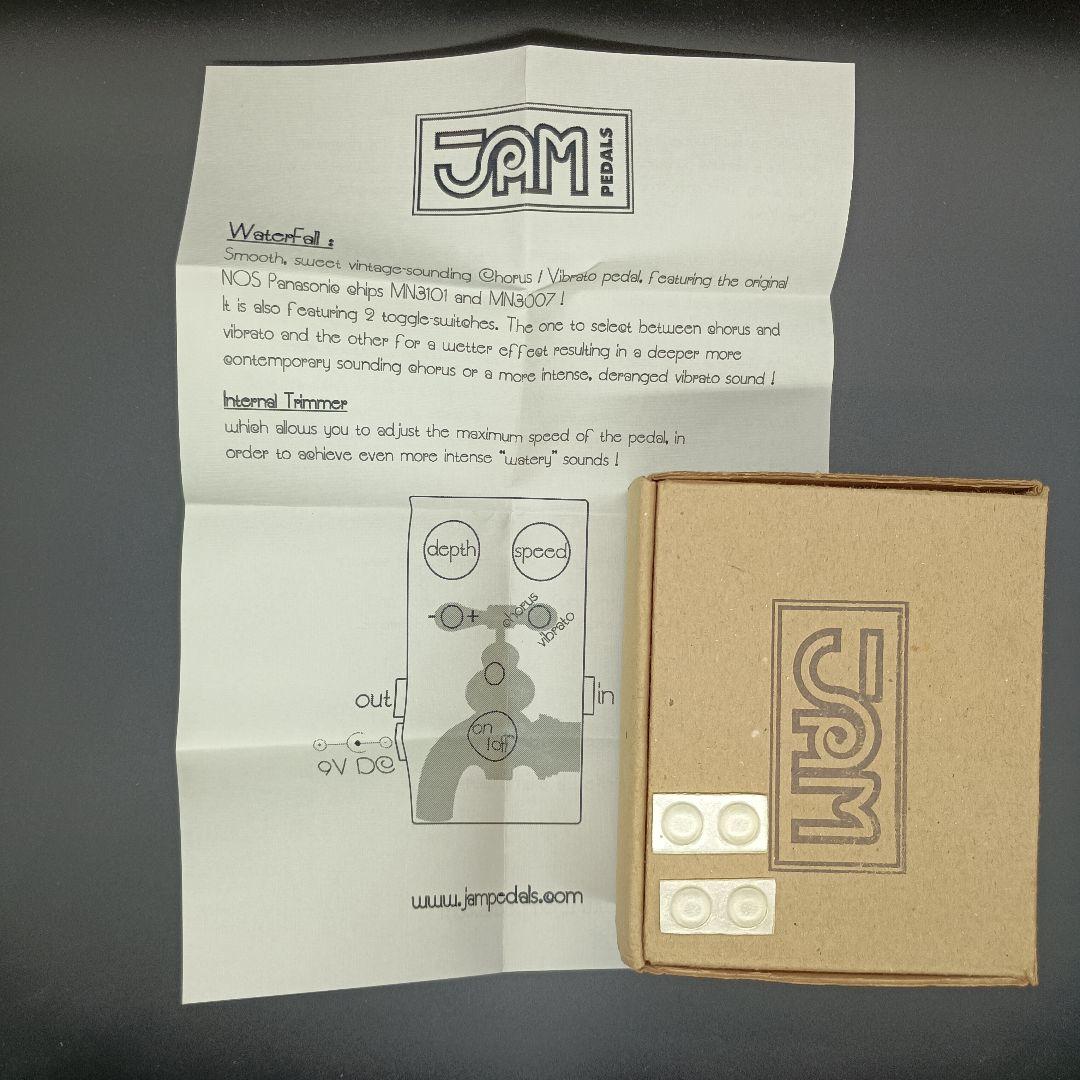 JAM PEDALS
WaterFall :
Smooth, sweet vintage-sounding Chorus / Vibrato pedal, featuring the original
NOS Panasonic chips MN3101 and MN3007 !
It is also featuring 2 toggle-switches. The one to select between chorus and
vibrato and the other for a wetter effect resulting in a deeper more
contemporary sounding chorus or a more intense, deranged vibrato sound !
Internal Trimmer
which allows you to adjust the maximum speed of the pedal, in
order to achieve even more intense "watery" sounds !
depth speed
- + chorus
vibrato
out in
on
/off
9V DC
www.jampedals.com
JAM